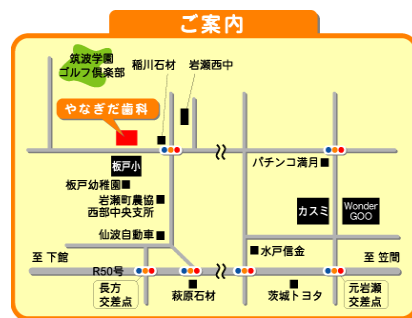 ご案内
筑波学園
ゴルフ倶楽部
稲川石材
岩瀬西中
やなぎだ歯科
板戸小
パチンコ満月
板戸幼稚園
岩瀬町農協
西部中央支所
カスミ
Wonder
GOO
仙波自動車
水戸信金
至 下館
至 笠間
R50号
長方
交差点
萩原石材
茨城トヨタ
元岩瀬
交差点